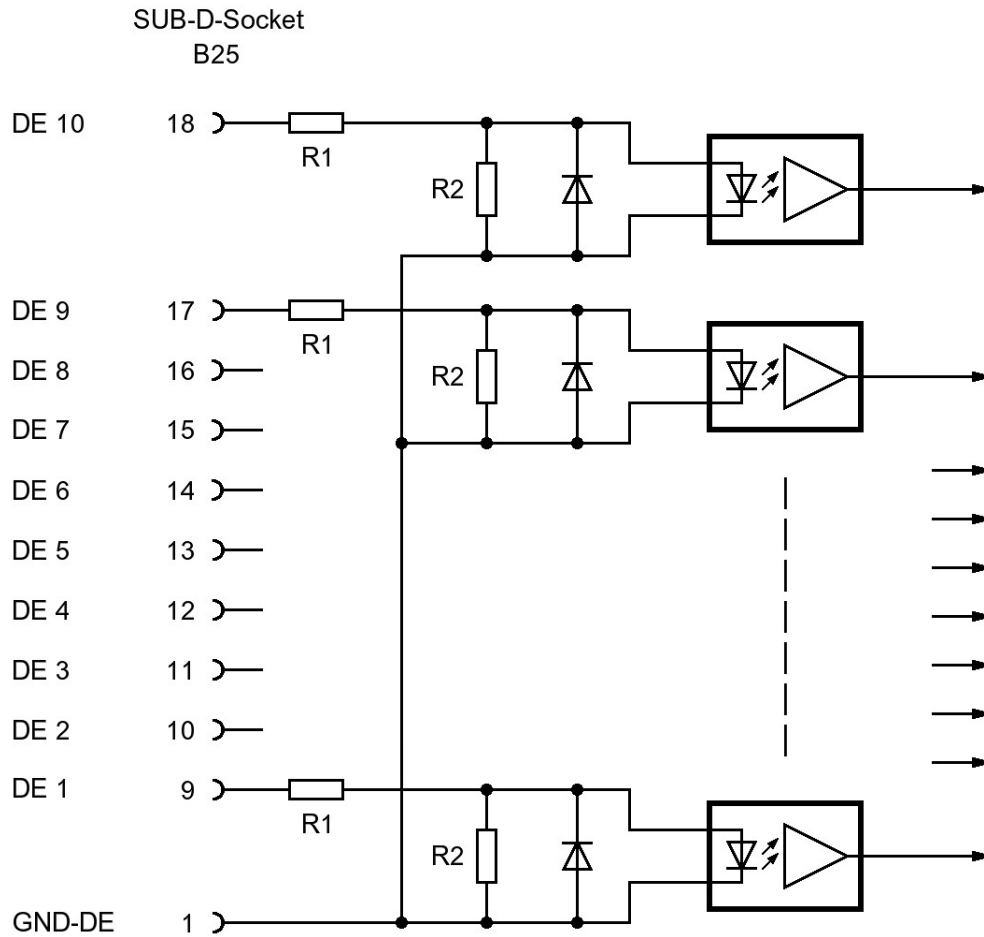 SUB-D-Socket
B25
DE 10 18
R1
R2
DE 9 17
R1
DE 8 16
R2
DE 7 15
DE 6 14
DE 5 13
DE 4 12
DE 3 11
DE 2 10
DE 1 9
R1
R2
GND-DE 1